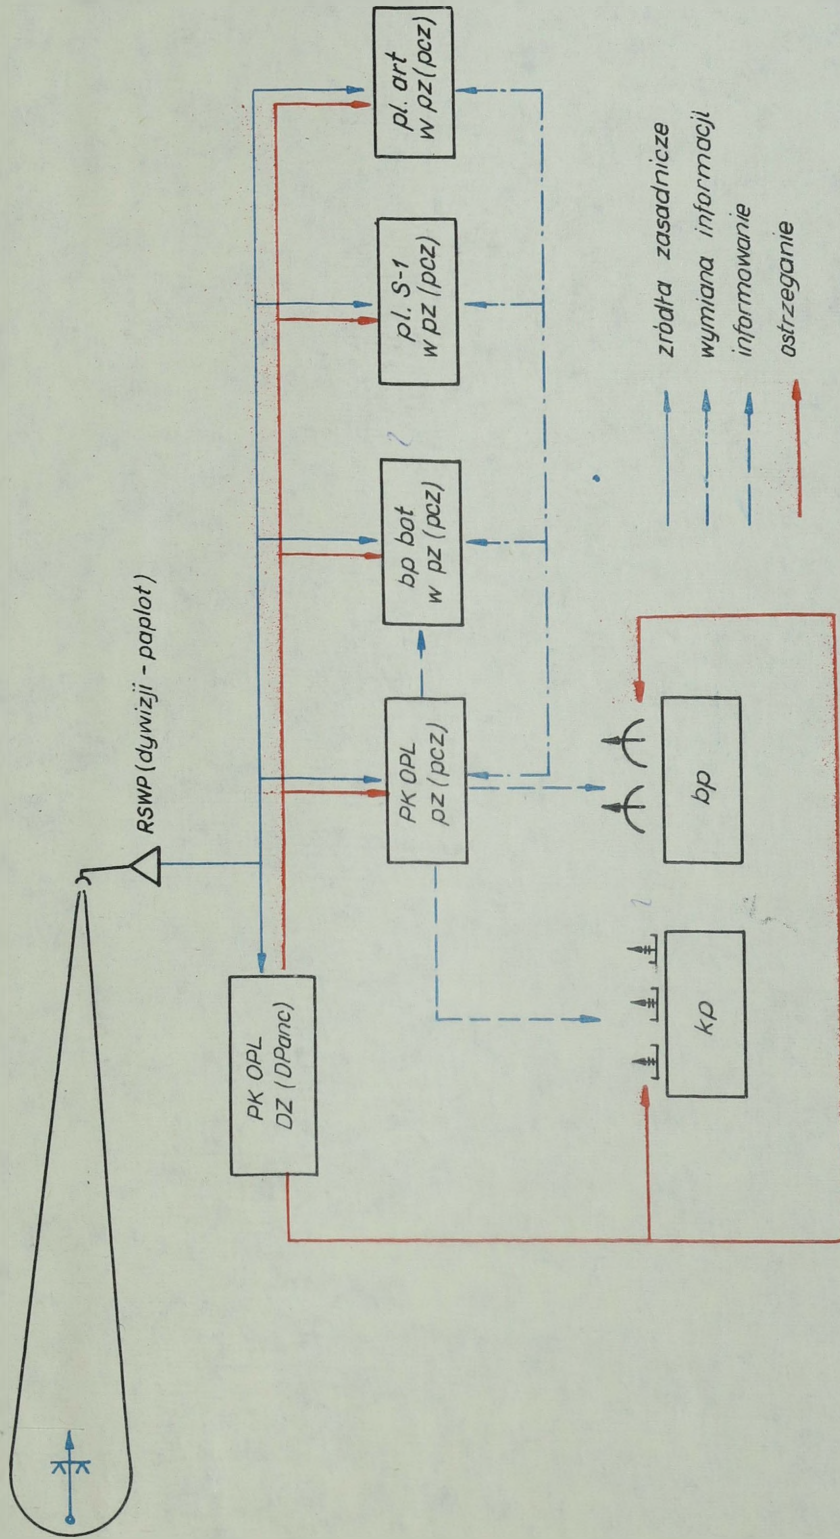 RSWP (dywizji - paplot)
PK OPL
DZ (DPanc)
PK OPL
pz (pcz)
bp bat
w pz (pcz)
pl. S-1
w pz (pcz)
pl. art
w pz (pcz)
kp
bp
zródła zasadnicze
wymiana informacji
informowanie
ostrzeganie